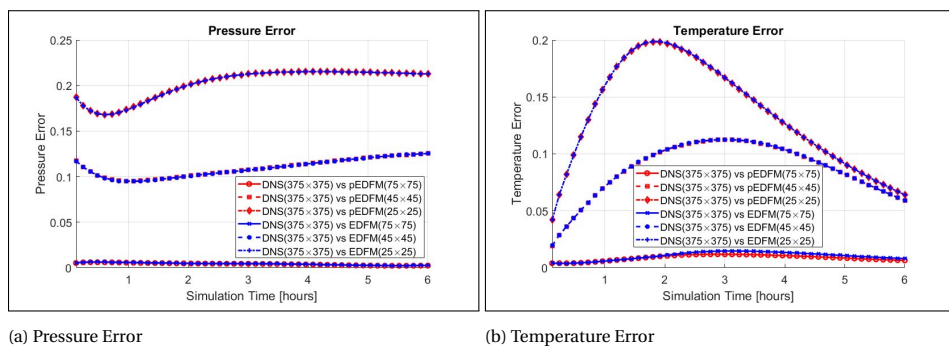 Pressure Error
0.25
0.2
0.15
0.1
0.05
0
Pressure Error
DNS(375×375) vs pEDFM(75×75)
DNS(375×375) vs pEDFM(45×45)
DNS(375×375) vs pEDFM(25×25)
DNS(375×375) vs EDFM(75×75)
DNS(375×375) vs EDFM(45×45)
DNS(375×375) vs EDFM(25×25)
1 2 3 4 5 6
Simulation Time [hours]
(a) Pressure Error
Temperature Error
0.2
0.15
0.1
0.05
0
Temperature Error
DNS(375×375) vs pEDFM(75×75)
DNS(375×375) vs pEDFM(45×45)
DNS(375×375) vs pEDFM(25×25)
DNS(375×375) vs EDFM(75×75)
DNS(375×375) vs EDFM(45×45)
DNS(375×375) vs EDFM(25×25)
1 2 3 4 5 6
Simulation Time [hours]
(b) Temperature Error